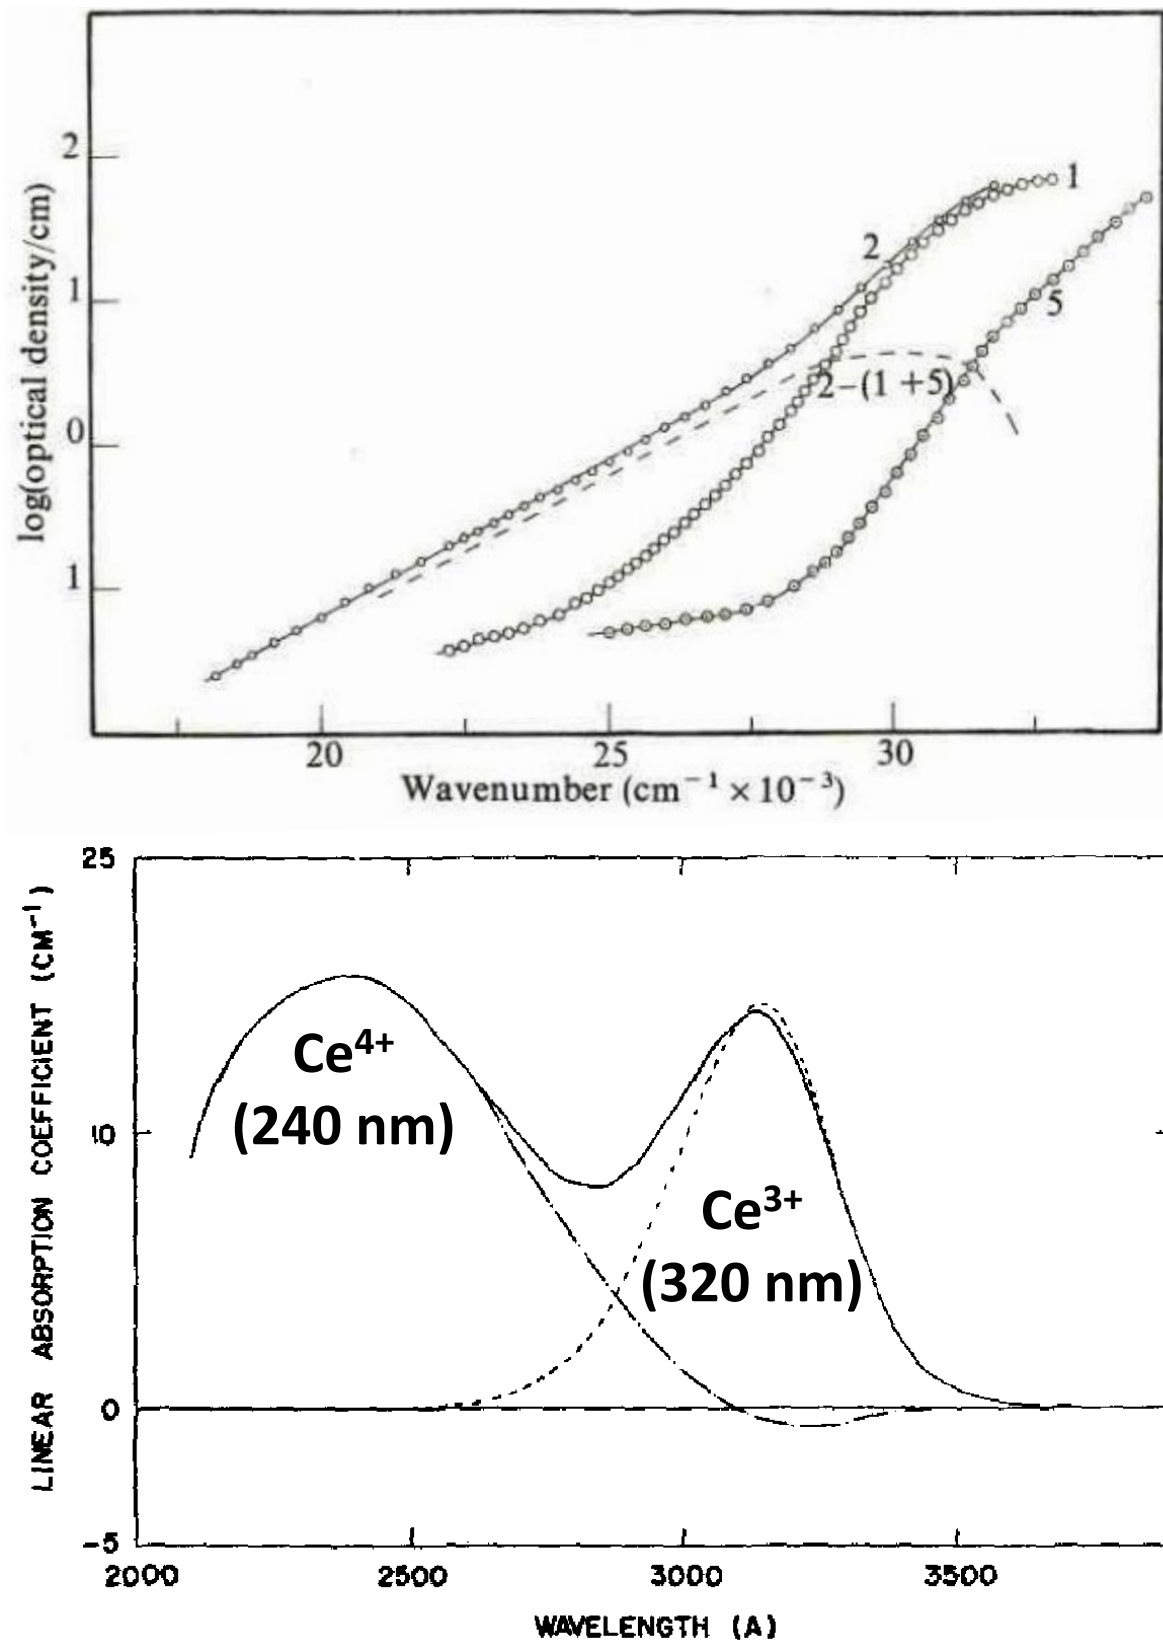 log(optical density/cm)
2
1
0
1
1
2
5
2-(1+5)
20
25
30
Wavenumber (cm⁻¹ × 10⁻³)
LINEAR ABSORPTION COEFFICIENT (CM⁻¹)
25
10
0
-5
Ce⁴⁺
(240 nm)
Ce³⁺
(320 nm)
2000
2500
3000
3500
WAVELENGTH (A)